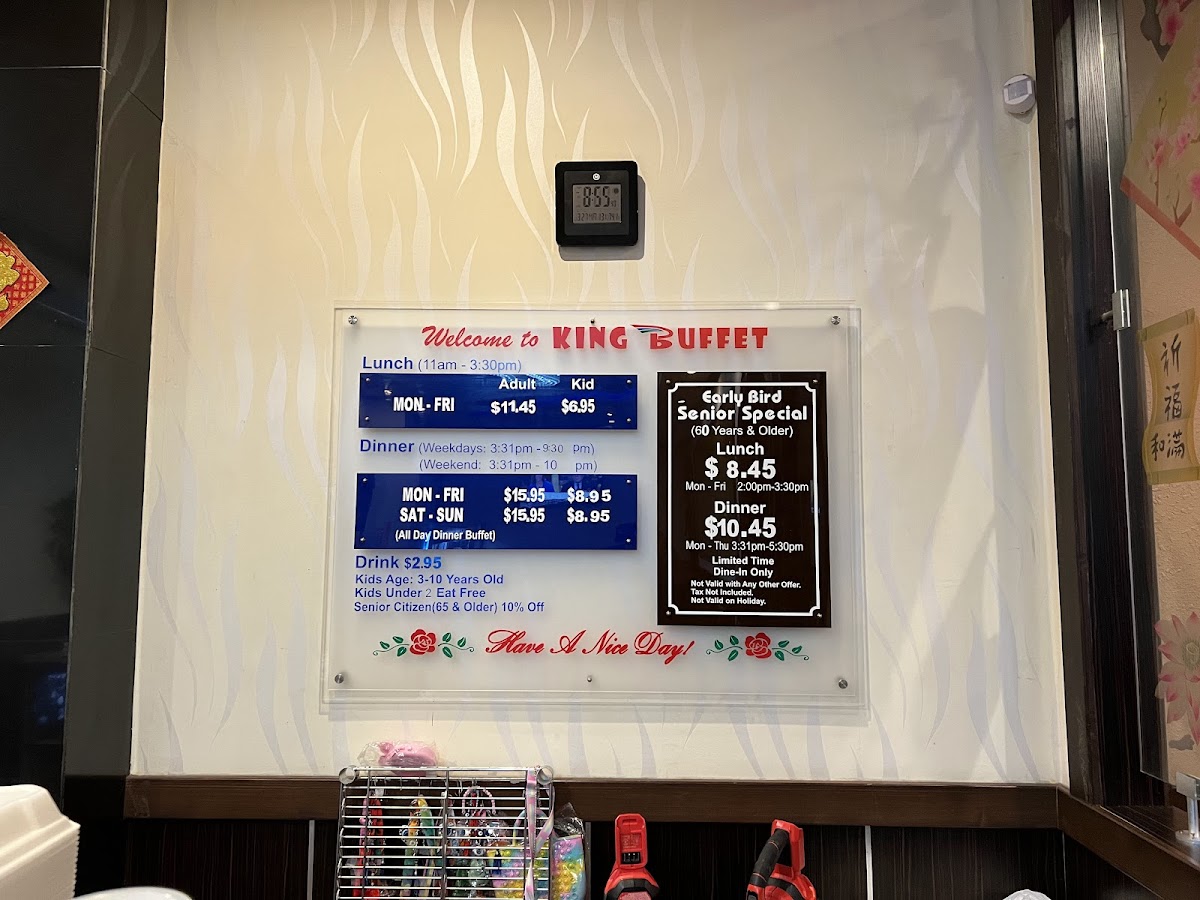 8:55
Welcome to KING BUFFET
Lunch (11am - 3:30pm)
Adult Kid
MON.- FRI $11.45 $6.95
Dinner (Weekdays: 3:31pm - 9:30 pm)
(Weekend: 3:31pm - 10 pm)
MON - FRI $15.95 $8.95
SAT - SUN $15.95 $8.95
(All Day Dinner Buffet)
Drink $2.95
Kids Age: 3-10 Years Old
Kids Under 2 Eat Free
Senior Citizen(65 & Older) 10% Off
Early Bird
Senior Special
(60 Years & Older)
Lunch
$ 8.45
Mon - Fri 2:00pm-3:30pm
Dinner
$10.45
Mon - Thu 3:31pm-5:30pm
Limited Time
Dine-In Only
Not Valid with Any Other Offer.
Tax Not Included.
Not Valid on Holiday.
Have A Nice Day!
祈福和滿